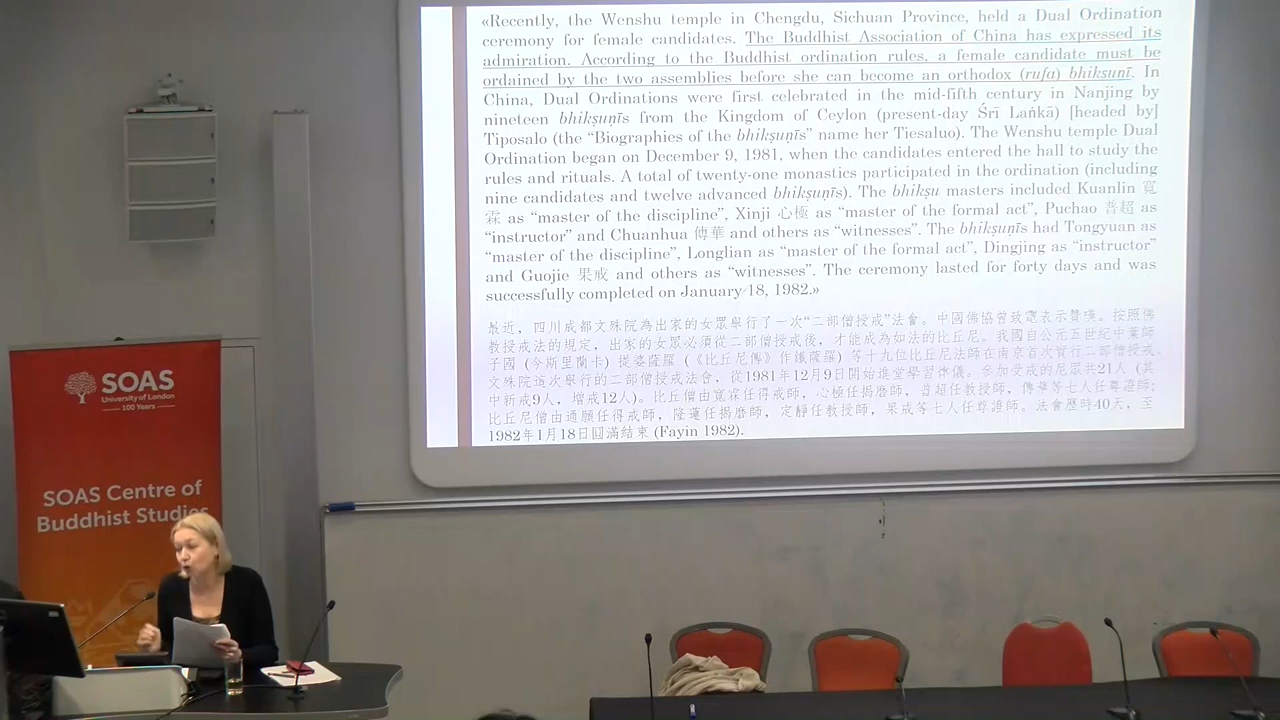 «Recently, the Wenshu temple in Chengdu, Sichuan Province, held a Dual Ordination
ceremony for female candidates. The Buddhist Association of China has expressed its
admiration. According to the Buddhist ordination rules, a female candidate must be
ordained by the two assemblies before she can become an orthodox (rufa) bhikṣuṇī. In
China, Dual Ordinations were first celebrated in the mid-fifth century in Nanjing by
nineteen bhikṣuṇīs from the Kingdom of Ceylon (present-day Śrī Laṅkā) [headed by]
Tiposalo (the “Biographies of the bhikṣuṇīs” name her Tiesaluo). The Wenshu temple Dual
Ordination began on December 9, 1981, when the candidates entered the hall to study the
rules and rituals. A total of twenty-one monastics participated in the ordination (including
nine candidates and twelve advanced bhikṣuṇīs). The bhikṣu masters included Kuanlin 寬
霖 as “master of the discipline”, Xinji 心極 as “master of the formal act”, Puchao 普超 as
“instructor” and Chuanhua 傳華 and others as “witnesses”. The bhikṣuṇīs had Tongyuan as
“master of the discipline”, Longlian as “master of the formal act”, Dingjing as “instructor”
and Guojie 果戒 and others as “witnesses”. The ceremony lasted for forty days and was
successfully completed on January 18, 1982.»
最近，四川成都文殊院為出家的女眾舉行了一次“二部僧授戒”法會。中國佛協曾致電表示贊嘆。按照佛
教授戒法的規定，出家的女眾必須從二部僧授戒後，才能成為如法的比丘尼。我國自公元五世紀中葉師
子國 (今斯里蘭卡) 從婆薩羅 (《比丘尼傳》作鐵薩羅) 等十九位比丘尼法師在南京首次實行二部僧授戒。
文殊院這次舉行的二部僧授戒法會，從1981年12月9日開始進堂學習律儀。參加受戒的尼眾共21人 (其
中新戒9人，增戒12人)。比丘僧由寬霖任得戒師，心極任羯磨師，普超任教授師，傳華等七人任尊證師；
比丘尼僧由通願任得戒師，隆蓮任羯磨師，定靜任教授師，果戒等七人任尊證師。法會歷時40天，至
1982年1月18日圓滿结束 (Fayin 1982).
SOAS
University of London
100 Years
SOAS Centre of
Buddhist Studies